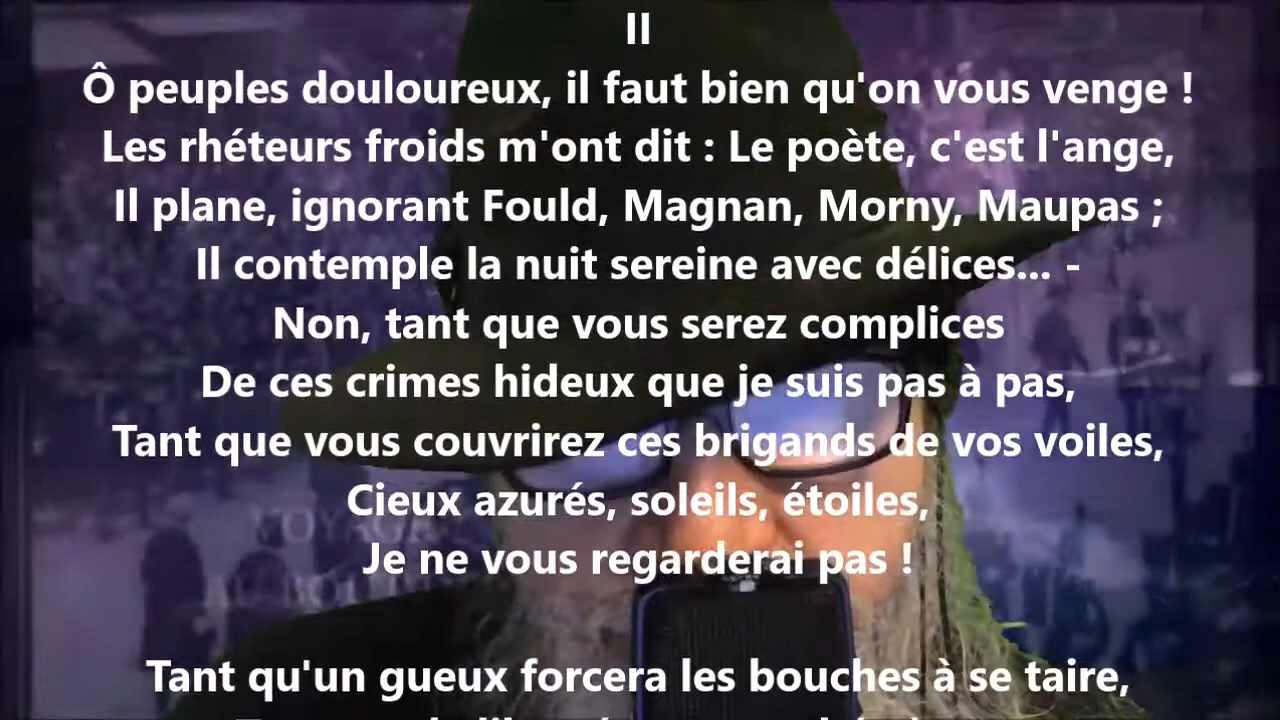 II
Ô peuples douloureux, il faut bien qu'on vous venge !
Les rhéteurs froids m'ont dit : Le poète, c'est l'ange,
Il plane, ignorant Fould, Magnan, Morny, Maupas ;
Il contemple la nuit sereine avec délices... -
Non, tant que vous serez complices
De ces crimes hideux que je suis pas à pas,
Tant que vous couvrirez ces brigands de vos voiles,
Cieux azurés, soleils, étoiles,
Je ne vous regarderai pas !
Tant qu'un gueux forcera les bouches à se taire,